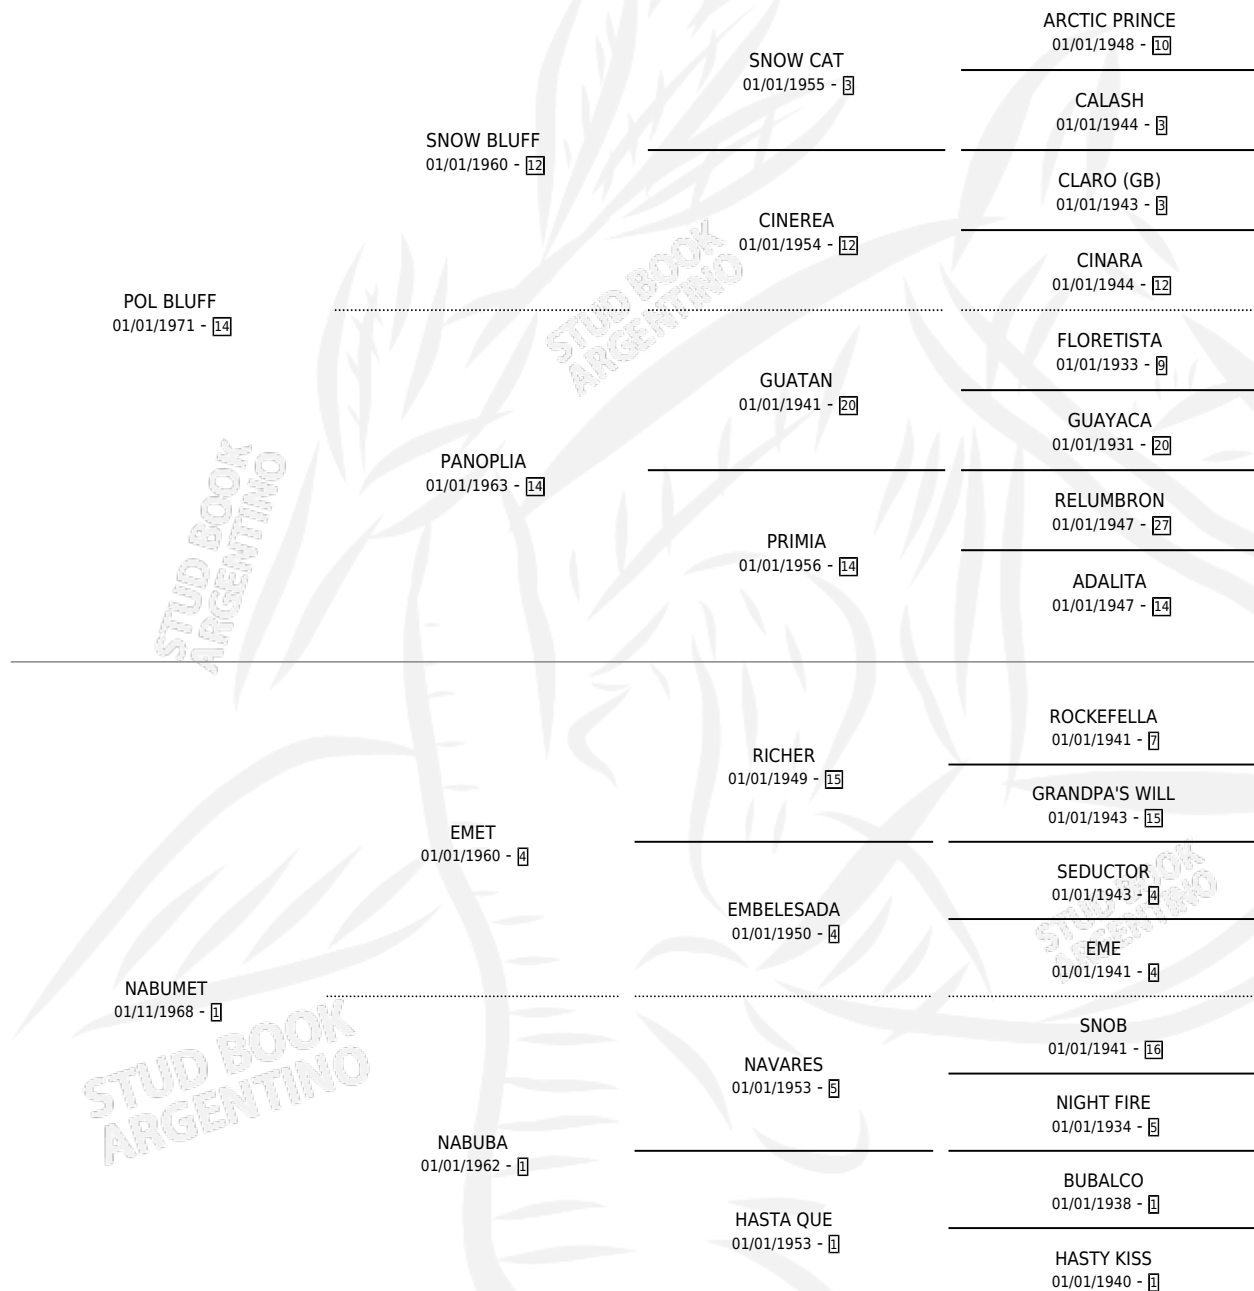 ARCTIC PRINCE
01/01/1948 - 10
SNOW CAT
01/01/1955 - 3
CALASH
01/01/1944 - 3
SNOW BLUFF
01/01/1960 - 12
CLARO (GB)
01/01/1943 - 3
CINEREA
01/01/1954 - 12
CINARA
01/01/1944 - 12
POL BLUFF
01/01/1971 - 14
FLORETISTA
01/01/1933 - 9
GUATAN
01/01/1941 - 20
GUAYACA
01/01/1931 - 20
PANOPLIA
01/01/1963 - 14
RELUMBRON
01/01/1947 - 27
PRIMIA
01/01/1956 - 14
ADALITA
01/01/1947 - 14
ROCKEFELLA
01/01/1941 - 7
RICHER
01/01/1949 - 15
GRANDPA'S WILL
01/01/1943 - 15
EMET
01/01/1960 - 4
SEDUCTOR
01/01/1943 - 4
EMBELESADA
01/01/1950 - 4
EME
01/01/1941 - 4
NABUMET
01/11/1968 - 1
SNOB
01/01/1941 - 16
NAVARES
01/01/1953 - 5
NIGHT FIRE
01/01/1934 - 5
NABUBA
01/01/1962 - 1
BUBALCO
01/01/1938 - 1
HASTA QUE
01/01/1953 - 1
HASTY KISS
01/01/1940 - 1
STUD BOOK
ARGENTINO
STUD BOOK
ARGENTINO
STUD BOOK
ARGENTINO
STUD BOOK
ARGENTINO